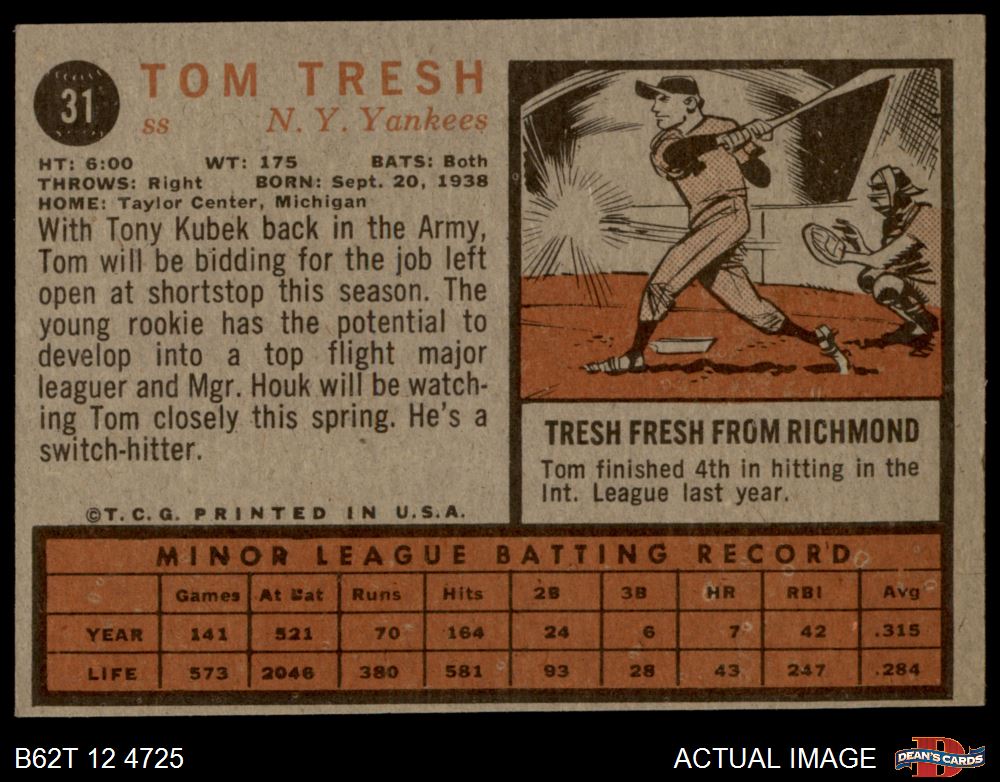 31
TOM TRESH
ss N. Y. Yankees
HT: 6:00 WT: 175 BATS: Both
THROWS: Right BORN: Sept. 20, 1938
HOME: Taylor Center, Michigan
With Tony Kubek back in the Army,
Tom will be bidding for the job left
open at shortstop this season. The
young rookie has the potential to
develop into a top flight major
leaguer and Mgr. Houk will be watch-
ing Tom closely this spring. He's a
switch-hitter.
©T.C.G. PRINTED IN U.S.A.
TRESH FRESH FROM RICHMOND
Tom finished 4th in hitting in the
Int. League last year.
MINOR LEAGUE BATTING RECORD
Games At Bat Runs Hits 2B 3B HR RBI Avg
YEAR 141 521 70 164 24 6 7 42 .315
LIFE 573 2046 380 581 93 28 43 247 .284
B62T 12 4725
ACTUAL IMAGE
D
DEAN'S CARDS